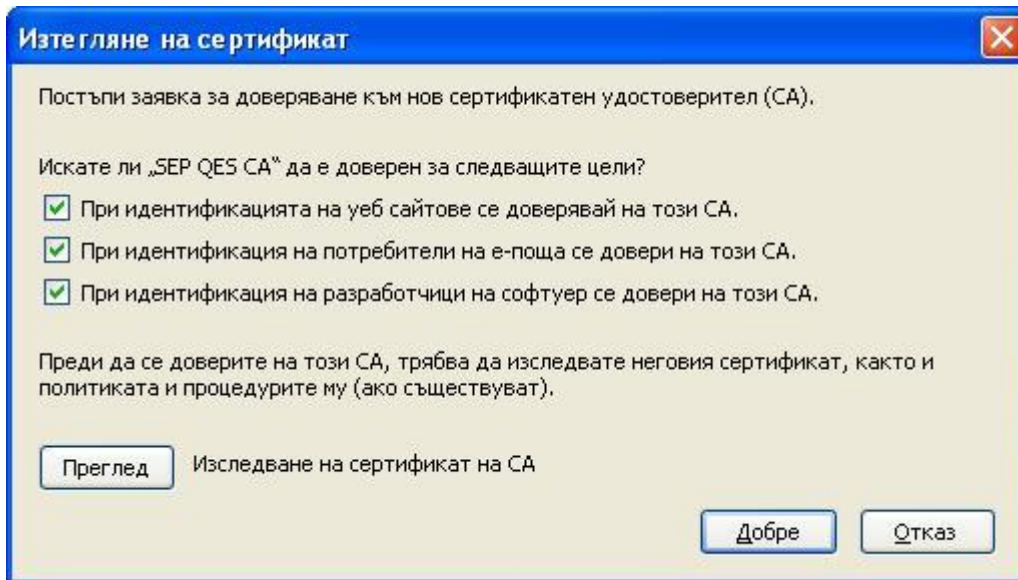 Изтегляне на сертификат
Постъпи заявка за доверяване към нов сертификатен удостоверител (CA).
Искате ли „SEP QES CA“ да е доверен за следващите цели?
При идентификацията на уеб сайтове се доверявай на този CA.
При идентификация на потребители на е-поща се довери на този CA.
При идентификация на разработчици на софтуер се довери на този CA.
Преди да се доверите на този CA, трябва да изследвате неговия сертификат, както и
политиката и процедурите му (ако съществуват).
Преглед Изследване на сертификат на CA
Добре Отказ